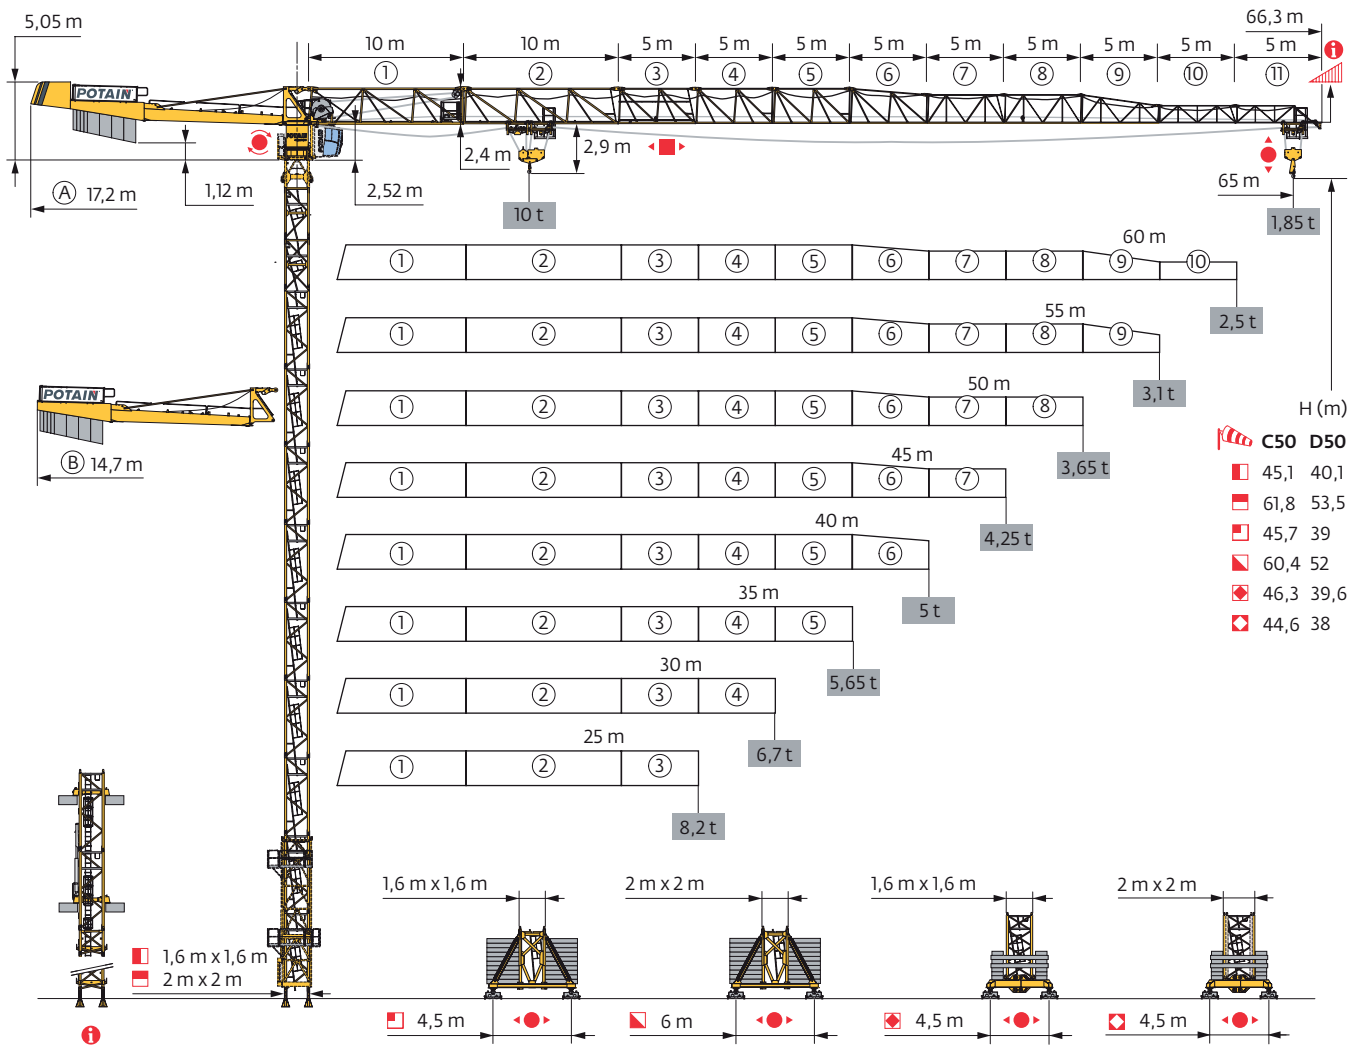 5,05 m
66,3 m
10 m 10 m 5 m 5 m 5 m 5 m 5 m 5 m 5 m 5 m 5 m
1 2 3 4 5 6 7 8 9 10 11
i
POTAIN
POTAIN
2,4 m
2,9 m
A 17,2 m
1,12 m
2,52 m
65 m
10 t
1,85 t
60 m
1 2 3 4 5 6 7 8 9 10
2,5 t
55 m
1 2 3 4 5 6 7 8 9
3,1 t
50 m
1 2 3 4 5 6 7 8
3,65 t
POTAIN
B 14,7 m
45 m
1 2 3 4 5 6 7
4,25 t
40 m
1 2 3 4 5 6
5 t
35 m
1 2 3 4 5
5,65 t
30 m
1 2 3 4
6,7 t
25 m
1 2 3
8,2 t
H (m)
C50 D50
45,1 40,1
61,8 53,5
45,7 39
60,4 52
46,3 39,6
44,6 38
1,6 m x 1,6 m
2 m x 2 m
i
1,6 m x 1,6 m
2 m x 2 m
1,6 m x 1,6 m
2 m x 2 m
4,5 m
6 m
4,5 m
4,5 m